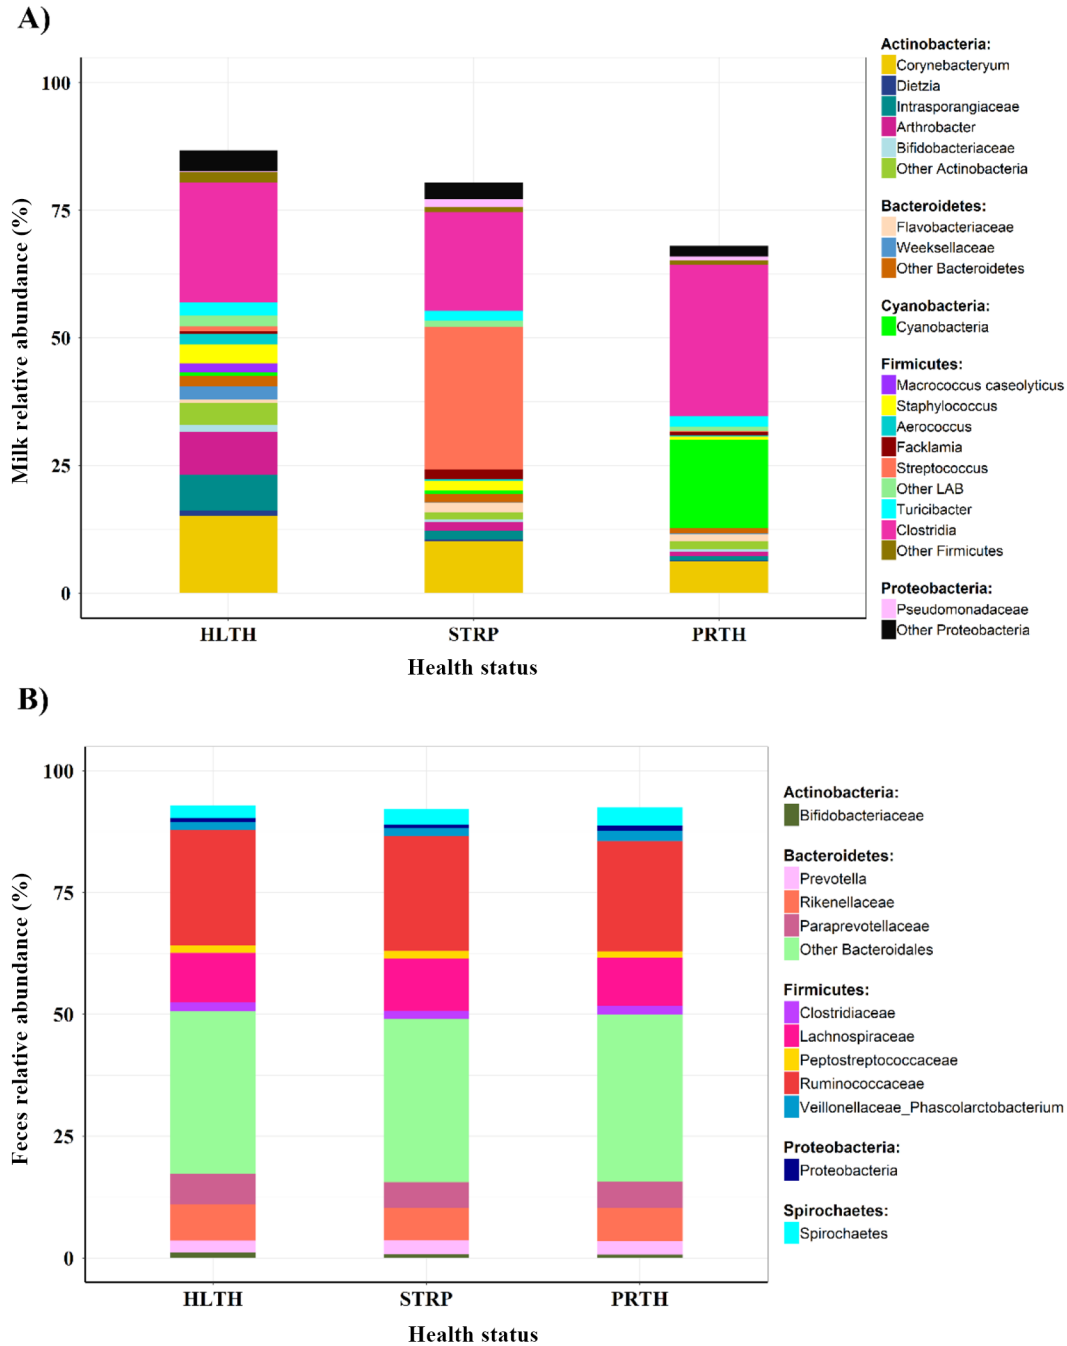 A)
Milk relative abundance (%)
100
75
50
25
0
HLTH
STRP
PRTH
Health status
Actinobacteria:
Corynebacteryum
Dietzia
Intrasporangiaceae
Arthrobacter
Bifidobacteriaceae
Other Actinobacteria
Bacteroidetes:
Flavobacteriaceae
Weeksellaceae
Other Bacteroidetes
Cyanobacteria:
Cyanobacteria
Firmicutes:
Macrococcus caseolyticus
Staphylococcus
Aerococcus
Facklamia
Streptococcus
Other LAB
Turicibacter
Clostridia
Other Firmicutes
Proteobacteria:
Pseudomonadaceae
Other Proteobacteria
B)
Feces relative abundance (%)
100
75
50
25
0
HLTH
STRP
PRTH
Health status
Actinobacteria:
Bifidobacteriaceae
Bacteroidetes:
Prevotella
Rikenellaceae
Paraprevotellaceae
Other Bacteroidales
Firmicutes:
Clostridiaceae
Lachnospiraceae
Peptostreptococcaceae
Ruminococcaceae
Veillonellaceae_Phascolarctobacterium
Proteobacteria:
Proteobacteria
Spirochaetes:
Spirochaetes